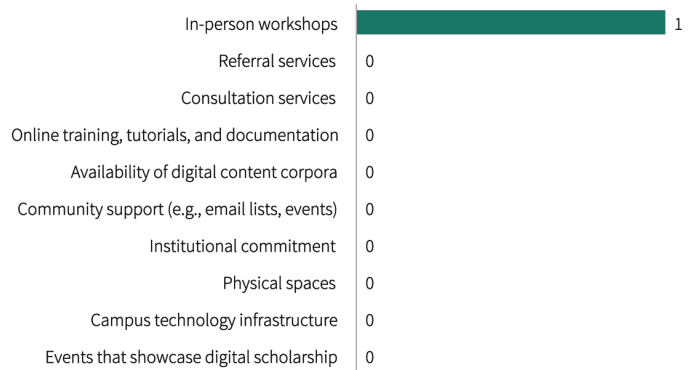 In-person workshops 1
Referral services 0
Consultation services 0
Online training, tutorials, and documentation 0
Availability of digital content corpora 0
Community support (e.g., email lists, events) 0
Institutional commitment 0
Physical spaces 0
Campus technology infrastructure 0
Events that showcase digital scholarship 0